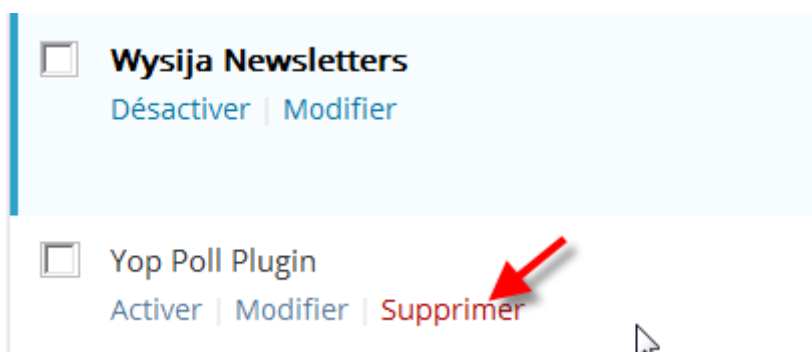 Wysija Newsletters
Désactiver | Modifier
Yop Poll Plugin
Activer | Modifier | Supprimer